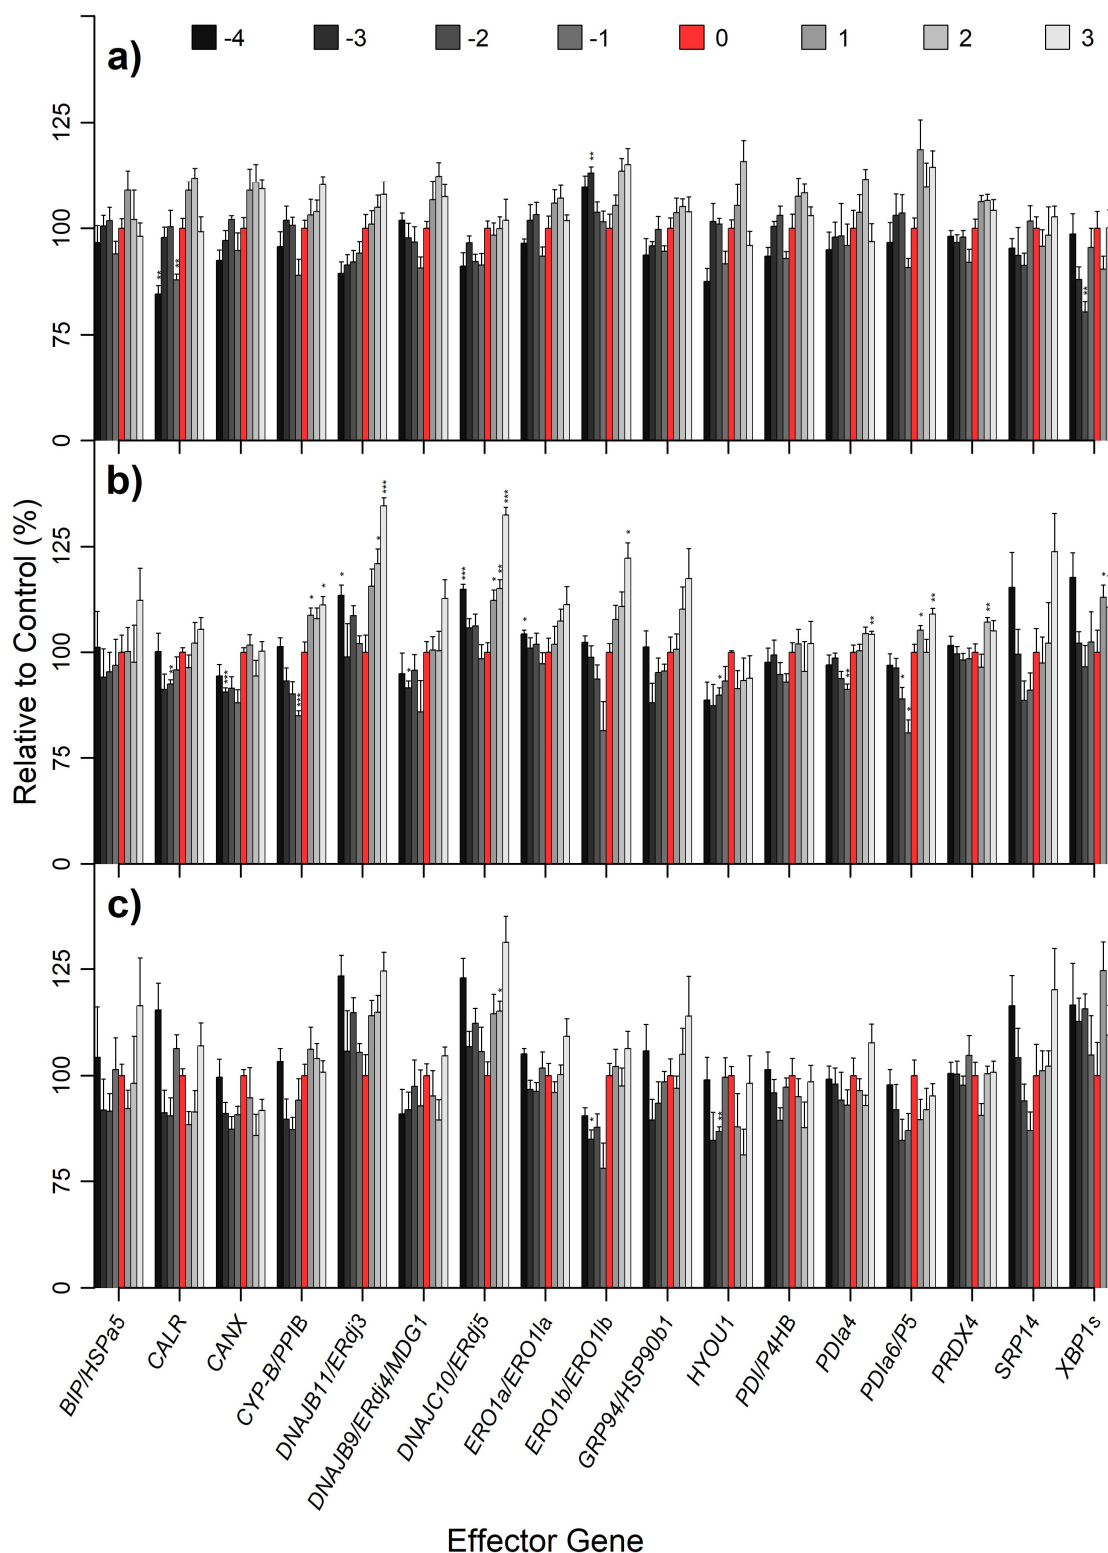 -4 -3 -2 -1 0 1 2 3
a)
125
100
75
0
b)
125
100
75
0
c)
125
100
75
0
Relative to Control (%)
BIP/HSPa5
CALR
CANX
CYP-B/PPIB
DNAJB11/ERdj3
DNAJB9/ERdj4/MDG1
DNAJC10/ERdj5
ERO1a/ERO1la
ERO1b/ERO1lb
GRP94/HSP90b1
HYOU1
PDI/P4HB
PDIa4
PDIa6/P5
PRDX4
SRP14
XBP1s
Effector Gene